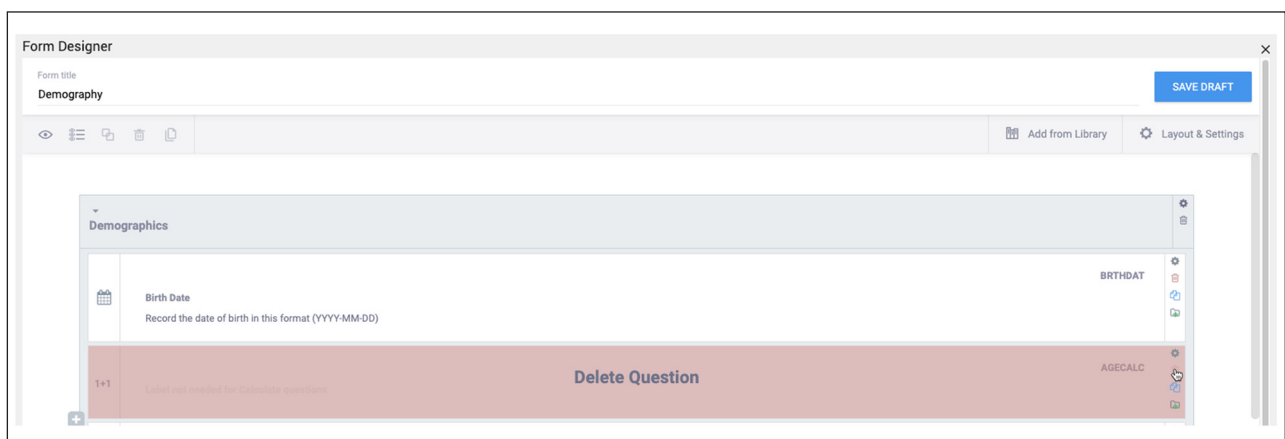 Form Designer
Form title
Demography
SAVE DRAFT
Add from Library
Layout & Settings
Demographics
BRTHDAT
Birth Date
Record the date of birth in this format (YYYY-MM-DD)
AGECALC
1+1
Delete Question
Label not needed for Calculate questions